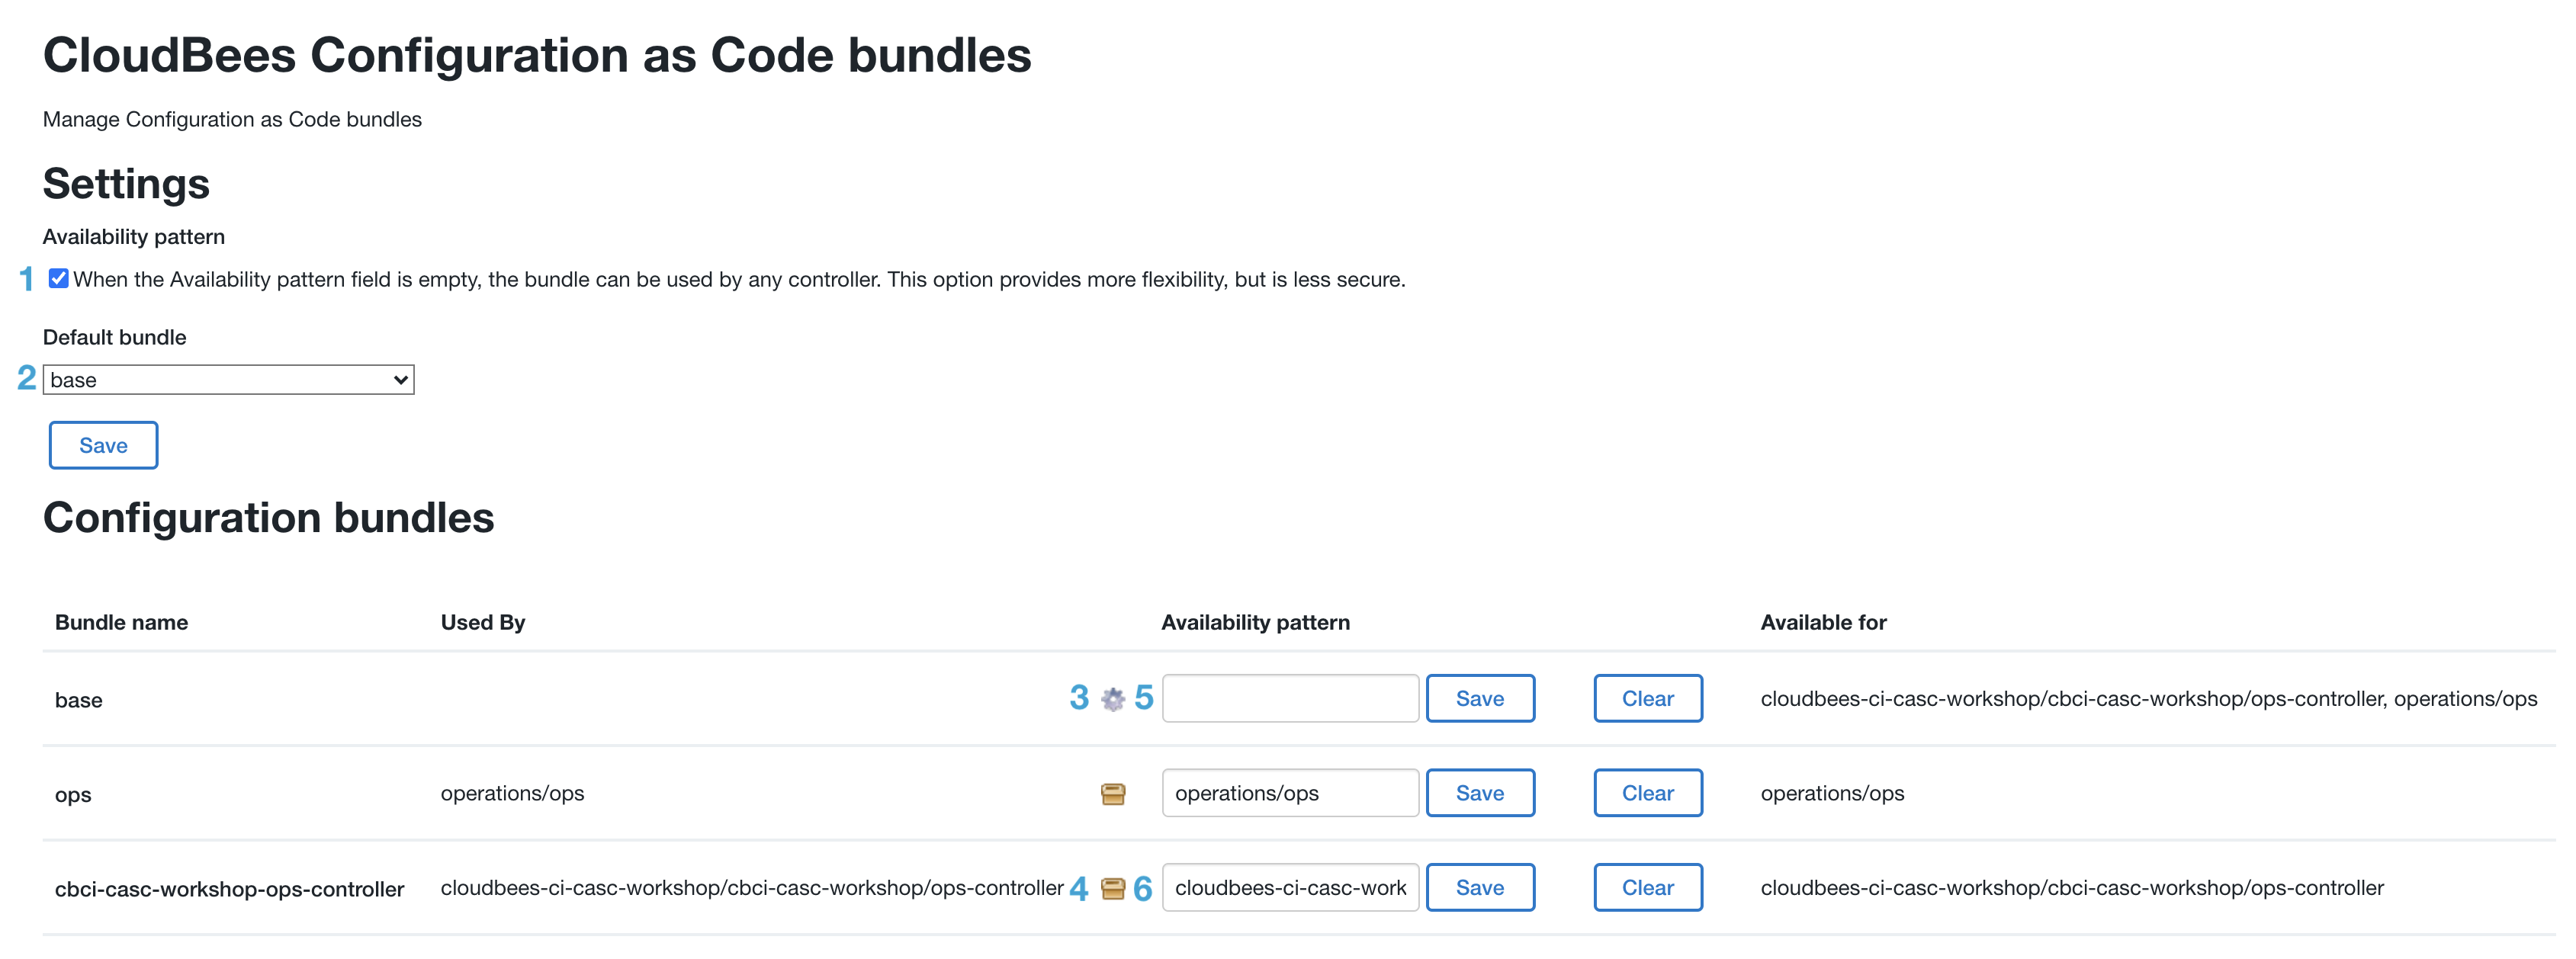 CloudBees Configuration as Code bundles
Manage Configuration as Code bundles
Settings
Availability pattern
1 When the Availability pattern field is empty, the bundle can be used by any controller. This option provides more flexibility, but is less secure.
Default bundle
2 base
Save
Configuration bundles
Bundle name Used By Availability pattern Available for
base 3 5 Save Clear cloudbees-ci-casc-workshop/cbci-casc-workshop/ops-controller, operations/ops
ops operations/ops operations/ops Save Clear operations/ops
cbci-casc-workshop-ops-controller cloudbees-ci-casc-workshop/cbci-casc-workshop/ops-controller 4 6 cloudbees-ci-casc-work Save Clear cloudbees-ci-casc-workshop/cbci-casc-workshop/ops-controller